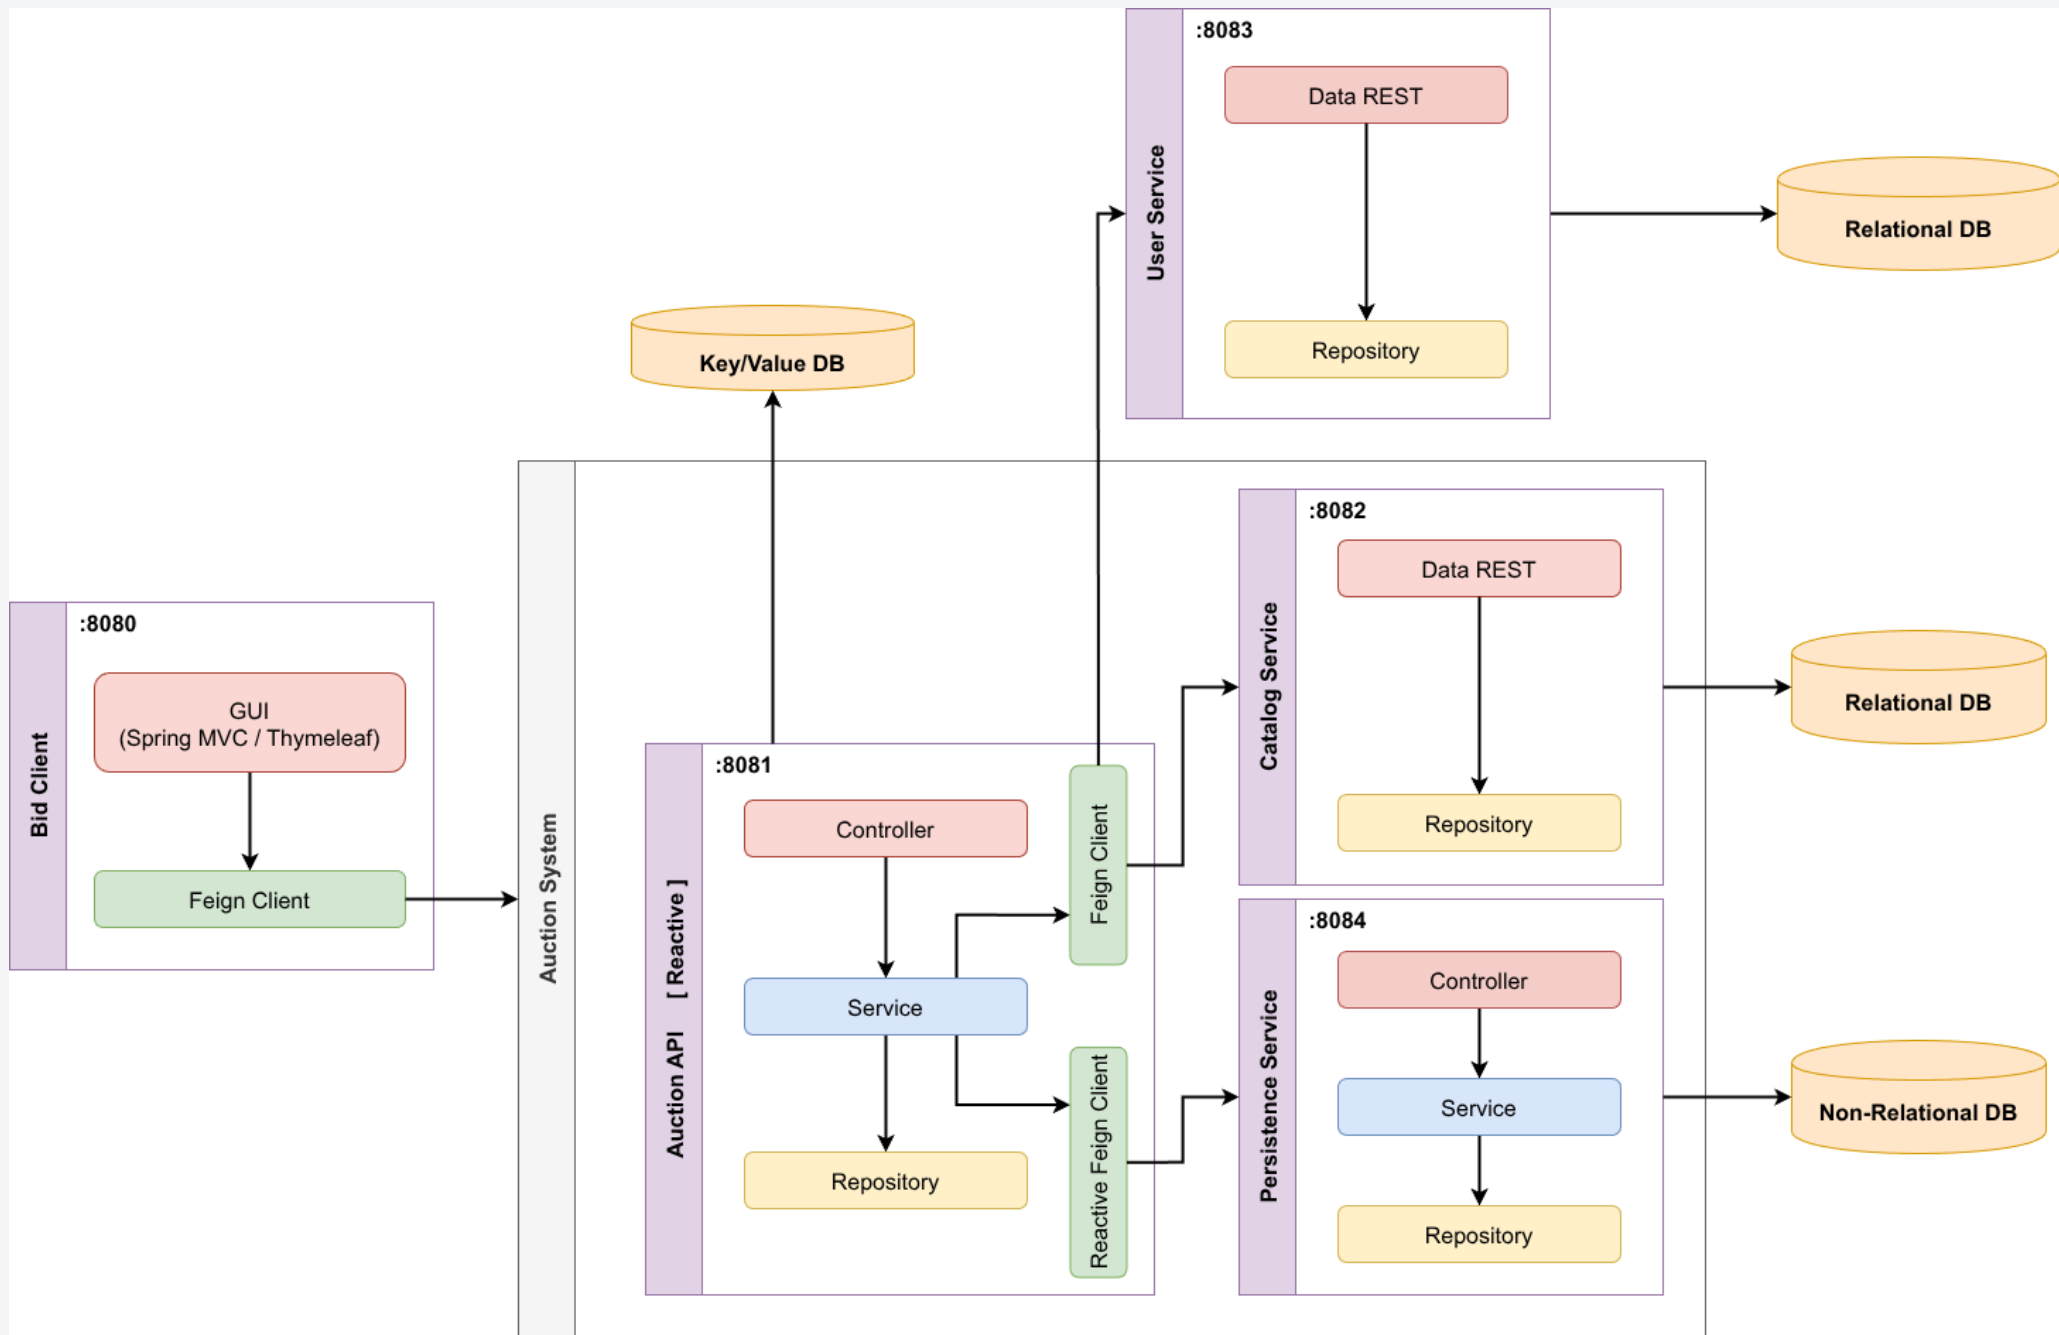 :8083
Data REST
User Service
Repository
Relational DB
Key/Value DB
:8080
GUI
(Spring MVC / Thymeleaf)
Bid Client
Feign Client
Auction System
:8081
Controller
Feign Client
Auction API [ Reactive ]
Service
Reactive Feign Client
Repository
:8082
Data REST
Catalog Service
Repository
Relational DB
:8084
Controller
Persistence Service
Service
Repository
Non-Relational DB